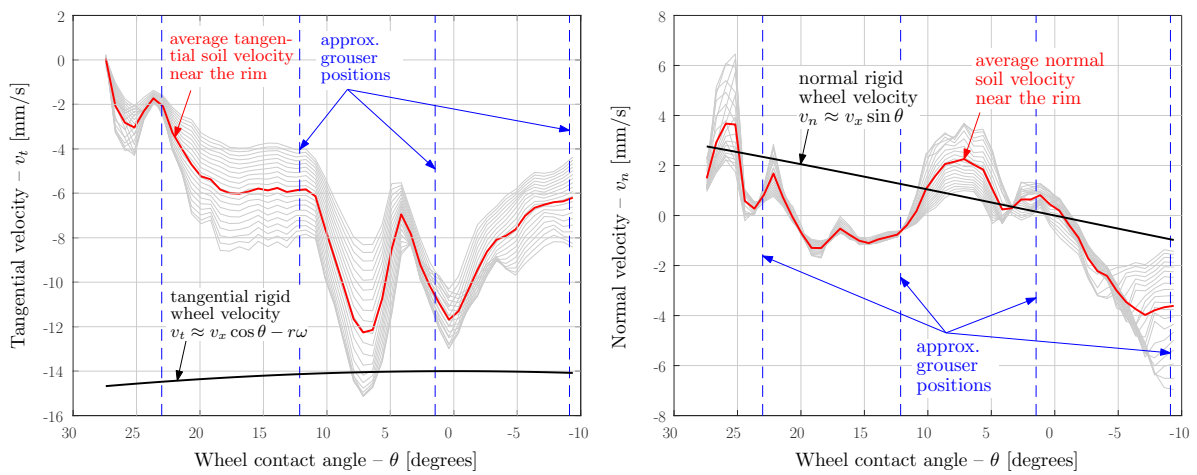 Tangential velocity – v_t [mm/s]
2
0
-2
-4
-6
-8
-10
-12
-14
-16
average tangen-
tial soil velocity
near the rim
approx.
grouser
positions
tangential rigid
wheel velocity
v_t ≈ v_x cos θ − rω
30 25 20 15 10 5 0 -5 -10
Wheel contact angle – θ [degrees]
Normal velocity – v_n [mm/s]
8
6
4
2
0
-2
-4
-6
-8
normal rigid
wheel velocity
v_n ≈ v_x sin θ
average normal
soil velocity
near the rim
approx.
grouser
positions
30 25 20 15 10 5 0 -5 -10
Wheel contact angle – θ [degrees]